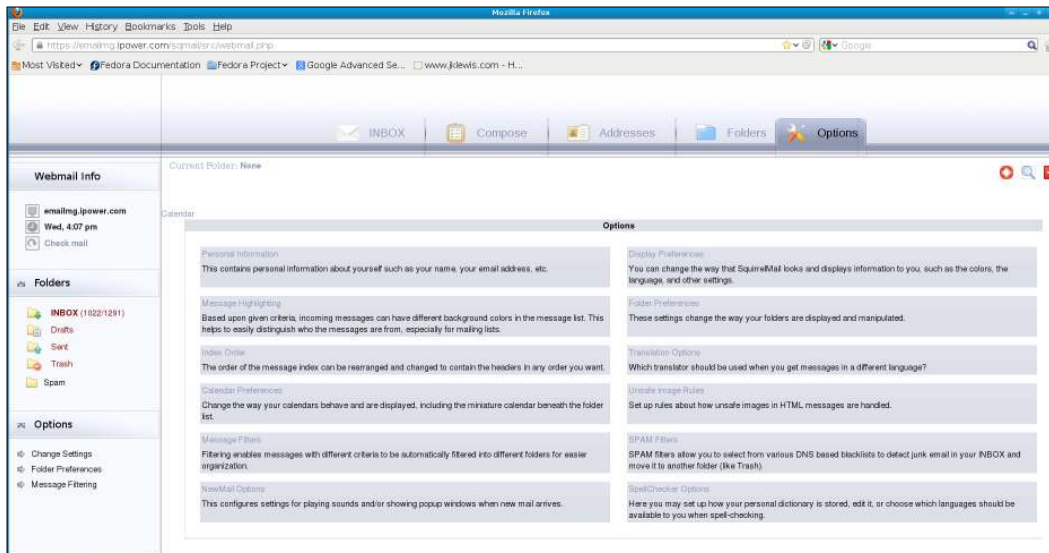 Mozilla Firefox
File Edit View History Bookmarks Tools Help
https://emailmg.ipower.com/sqmail/src/webmail.php
Google
Most Visited Fedora Documentation Fedora Project Google Advanced Se... www.jklewis.com - H...
INBOX Compose Addresses Folders Options
Current Folder: None
Webmail Info
emailmg.ipower.com
Wed, 4:07 pm
Check mail
Folders
INBOX (1022/1291)
Drafts
Sent
Trash
Spam
Options
Change Settings
Folder Preferences
Message Filtering
Calendar
Options
Personal Information
This contains personal information about yourself such as your name, your email address, etc.
Display Preferences
You can change the way that SquirrelMail looks and displays information to you, such as the colors, the
language, and other settings.
Message Highlighting
Based upon given criteria, incoming messages can have different background colors in the message list. This
helps to easily distinguish who the messages are from, especially for mailing lists.
Folder Preferences
These settings change the way your folders are displayed and manipulated.
Index Order
The order of the message index can be rearranged and changed to contain the headers in any order you want.
Translation Options
Which translator should be used when you get messages in a different language?
Calendar Preferences
Change the way your calendars behave and are displayed, including the miniature calendar beneath the folder
list.
Unsafe Image Rules
Set up rules about how unsafe images in HTML messages are handled.
Message Filters
Filtering enables messages with different criteria to be automatically filtered into different folders for easier
organization.
SPAM Filters
SPAM filters allow you to select from various DNS based blacklists to detect junk email in your INBOX and
move it to another folder (like Trash).
NewMail Options
This configures settings for playing sounds and/or showing popup windows when new mail arrives.
SpellChecker Options
Here you may set up how your personal dictionary is stored, edit it, or choose which languages should be
available to you when spell-checking.